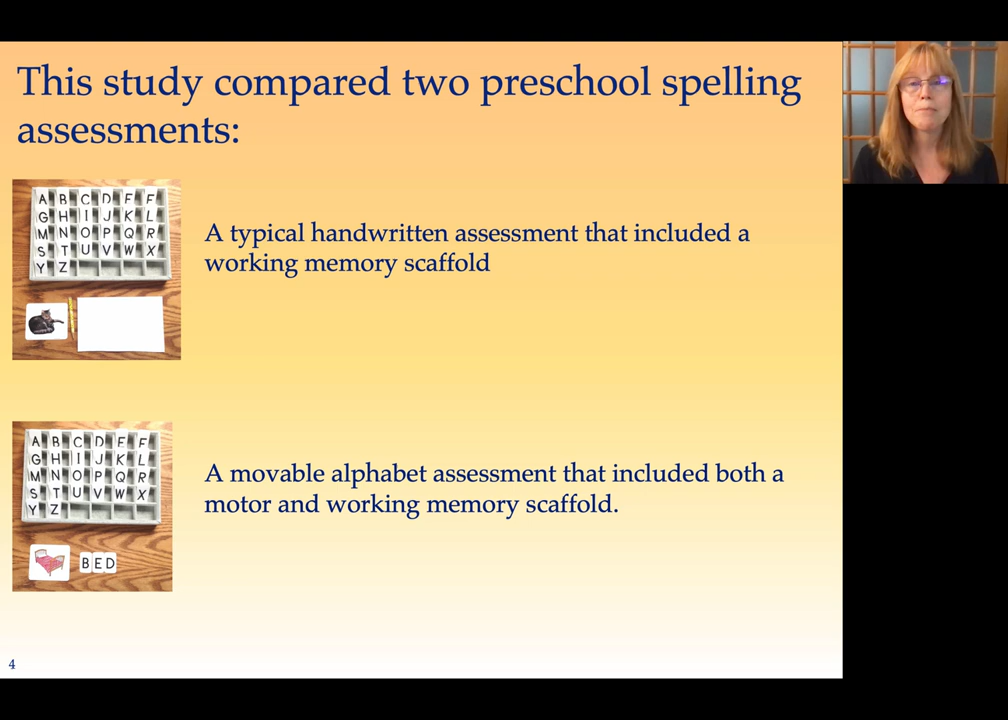 This study compared two preschool spelling
assessments:
A B C D E F
G H I J K L
M N O P Q R
S T U V W X
Y Z
A typical handwritten assessment that included a
working memory scaffold
A B C D E F
G H I J K L
M N O P Q R
S T U V W X
Y Z
BED
A movable alphabet assessment that included both a
motor and working memory scaffold.
4